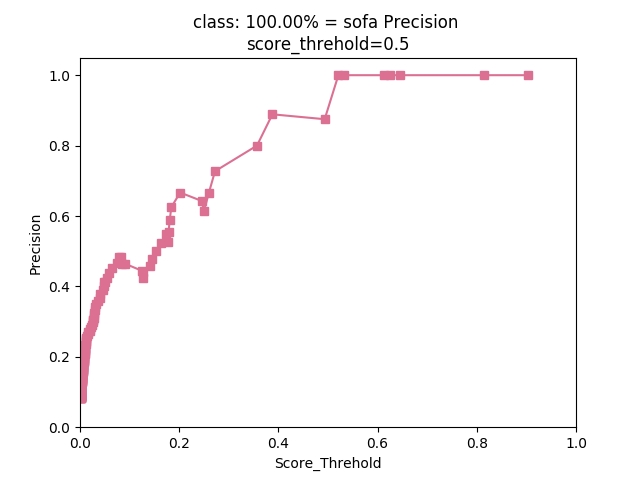 class: 100.00% = sofa Precision
score_threhold=0.5
1.0
0.8
0.6
0.4
0.2
0.0
Precision
0.0 0.2 0.4 0.6 0.8 1.0
Score_Threhold